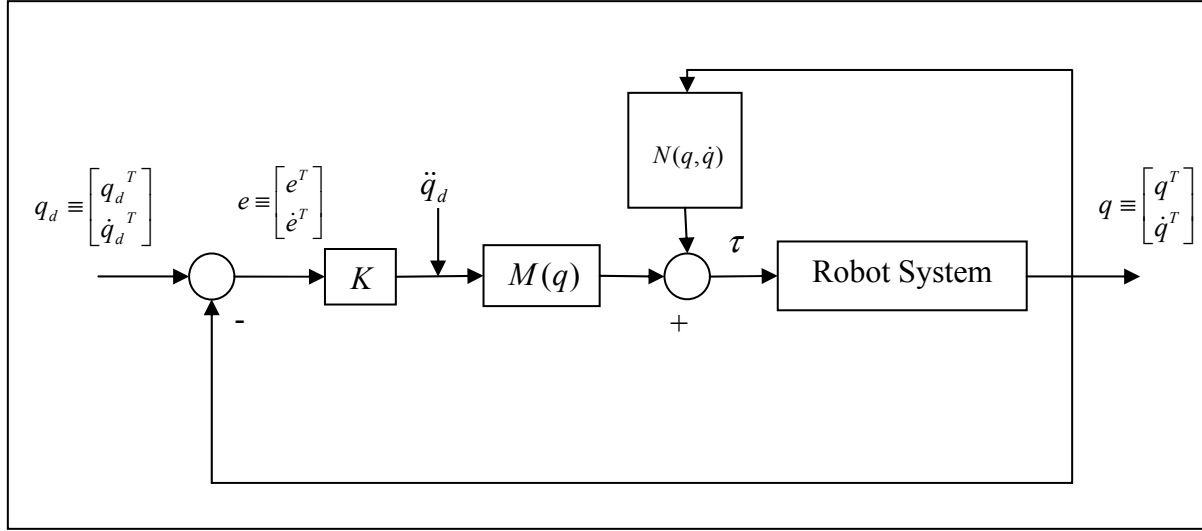 N(q, q̇)
q_d ≡ [q_d^T
q̇_d^T]
e ≡ [e^T
ė^T]
q̈_d
q ≡ [q^T
q̇^T]
τ
K
M(q)
Robot System
-
+